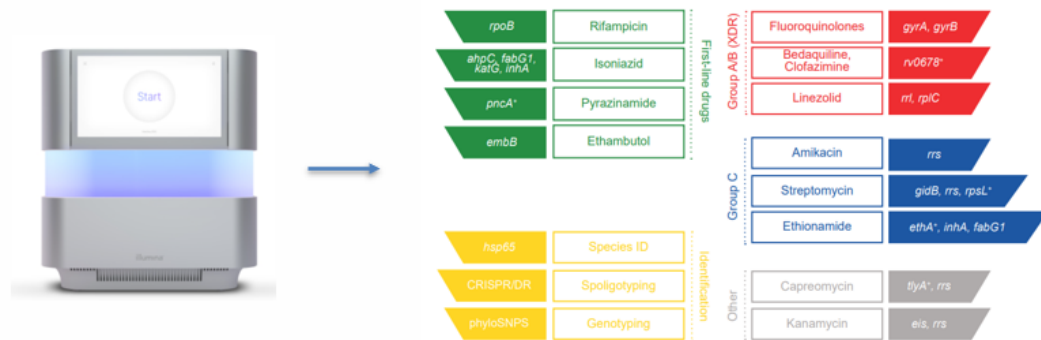 Start
illumina
rpoB
Rifampicin
ahpC, fabG1,
katG, inhA
Isoniazid
pncA*
Pyrazinamide
embB
Ethambutol
First-line drugs
hsp65
Species ID
CRISPR/DR
Spoligotyping
phyloSNPS
Genotyping
Identification
Group A/B (XDR)
Fluoroquinolones
gyrA, gyrB
Bedaquiline,
Clofazimine
rv0678*
Linezolid
rrl, rplC
Group C
Amikacin
rrs
Streptomycin
gidB, rrs, rpsL*
Ethionamide
ethA*, inhA, fabG1
Other
Capreomycin
tlyA*, rrs
Kanamycin
eis, rrs